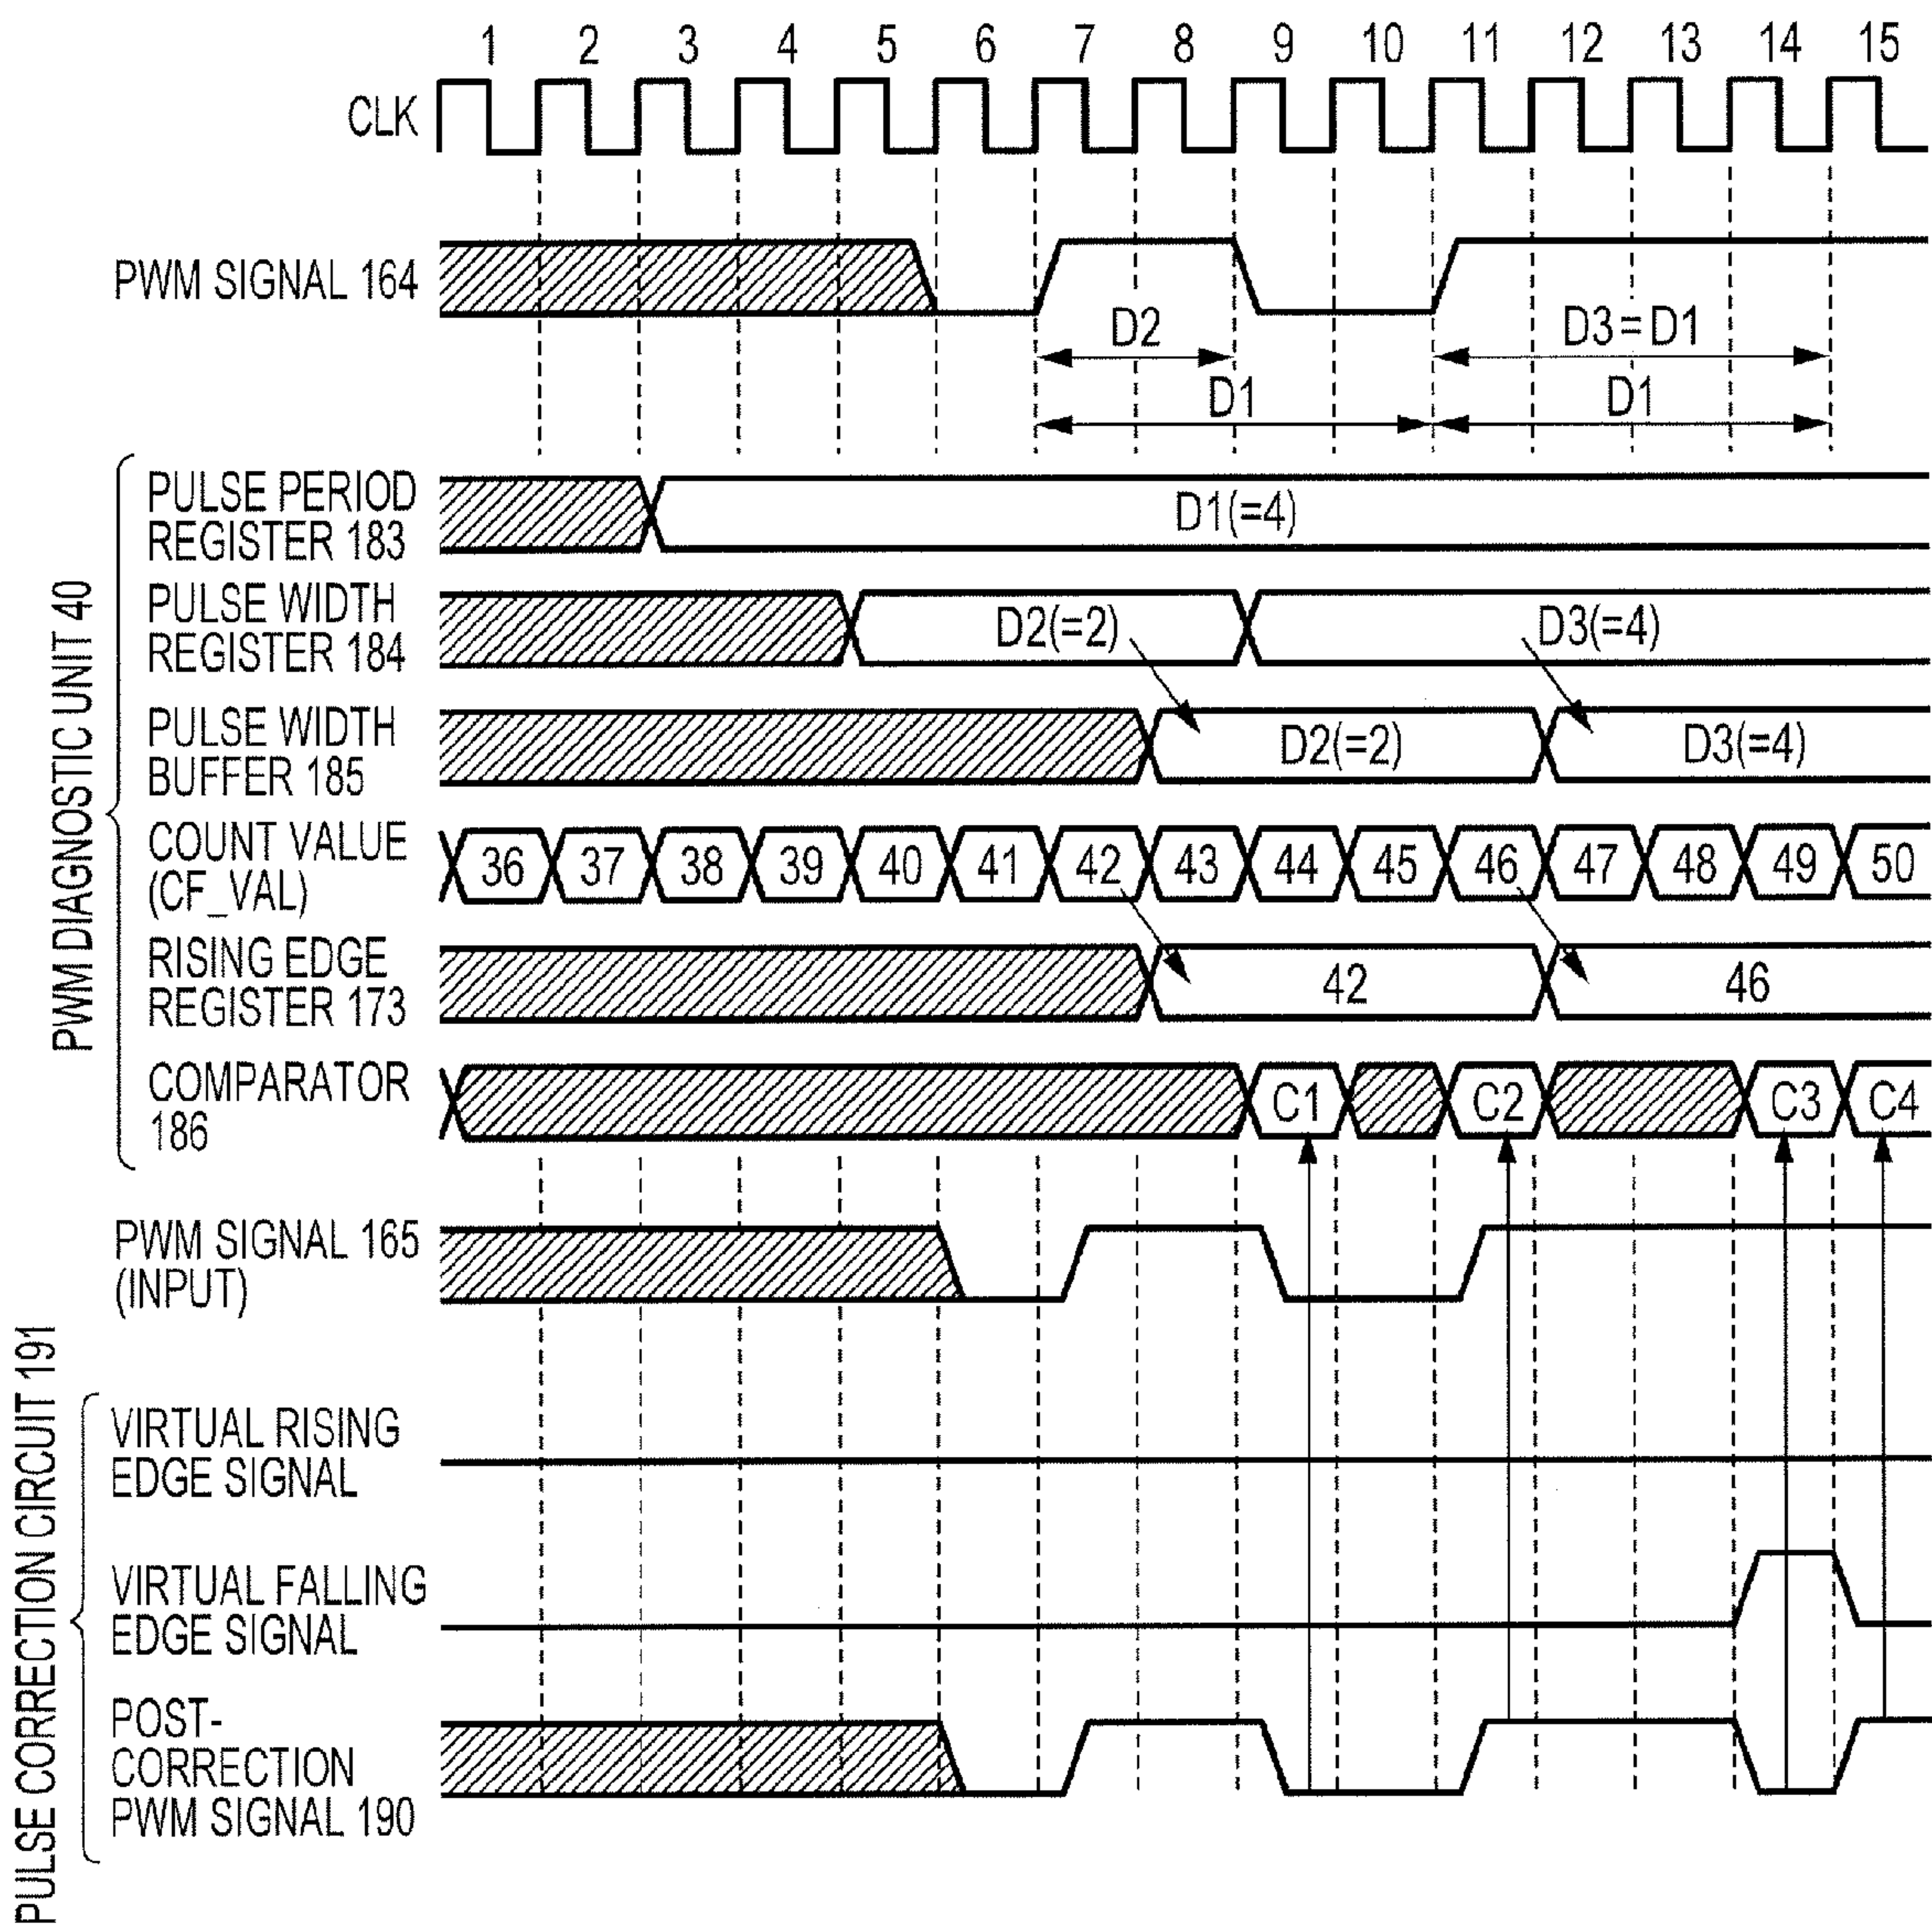 1 2 3 4 5 6 7 8 9 10 11 12 13 14 15
CLK
PWM SIGNAL 164
D2
D3=D1
D1
D1
PWM DIAGNOSTIC UNIT 40
PULSE PERIOD
REGISTER 183
D1(=4)
PULSE WIDTH
REGISTER 184
D2(=2)
D3(=4)
PULSE WIDTH
BUFFER 185
D2(=2)
D3(=4)
COUNT VALUE
(CF_VAL)
36 37 38 39 40 41 42 43 44 45 46 47 48 49 50
RISING EDGE
REGISTER 173
42
46
COMPARATOR
186
C1 C2 C3 C4
PWM SIGNAL 165
(INPUT)
PULSE CORRECTION CIRCUIT 191
VIRTUAL RISING
EDGE SIGNAL
VIRTUAL FALLING
EDGE SIGNAL
POST-
CORRECTION
PWM SIGNAL 190